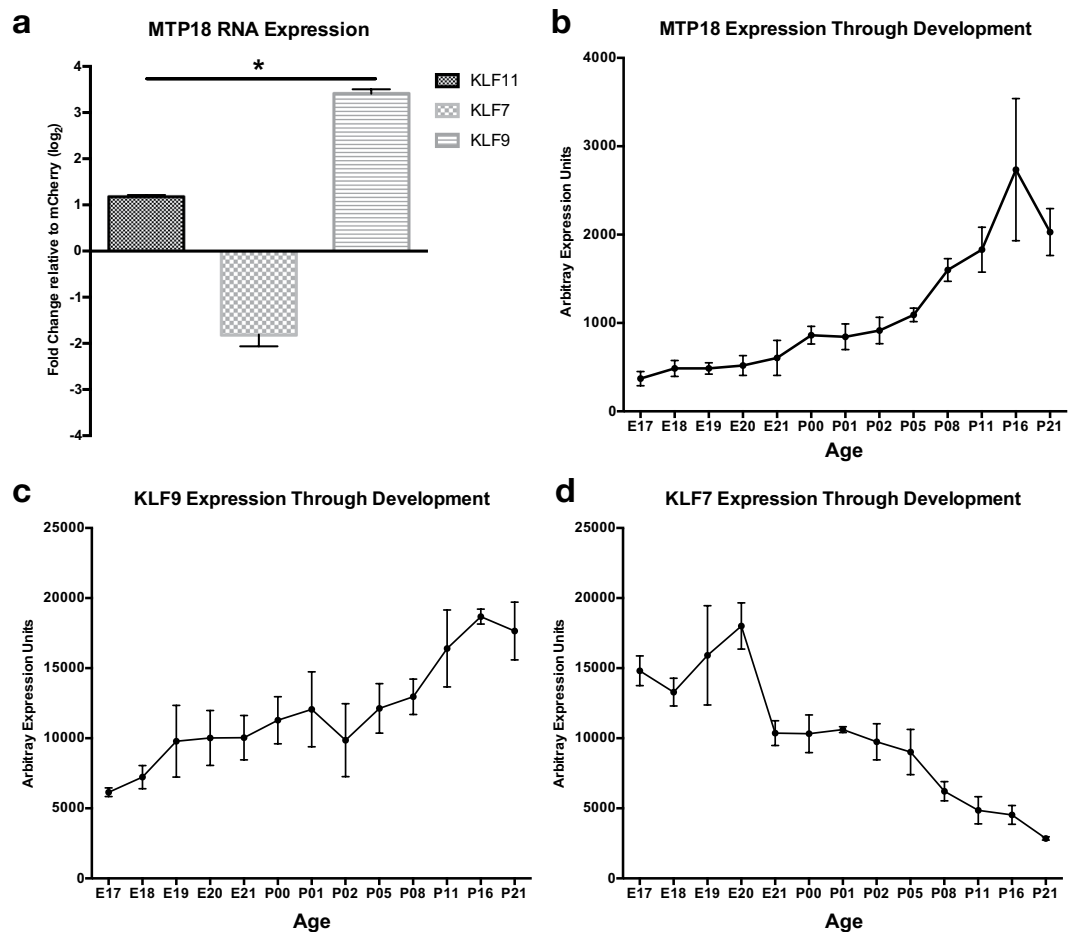 a
MTP18 RNA Expression
Fold Change relative to mCherry (log2)
4
3
2
1
0
-1
-2
-3
-4
*
KLF11
KLF7
KLF9
b
MTP18 Expression Through Development
Arbitray Expression Units
4000
3000
2000
1000
0
E17 E18 E19 E20 E21 P00 P01 P02 P05 P08 P11 P16 P21
Age
c
KLF9 Expression Through Development
Arbitray Expression Units
25000
20000
15000
10000
5000
0
E17 E18 E19 E20 E21 P00 P01 P02 P05 P08 P11 P16 P21
Age
d
KLF7 Expression Through Development
Arbitray Expression Units
25000
20000
15000
10000
5000
0
E17 E18 E19 E20 E21 P00 P01 P02 P05 P08 P11 P16 P21
Age